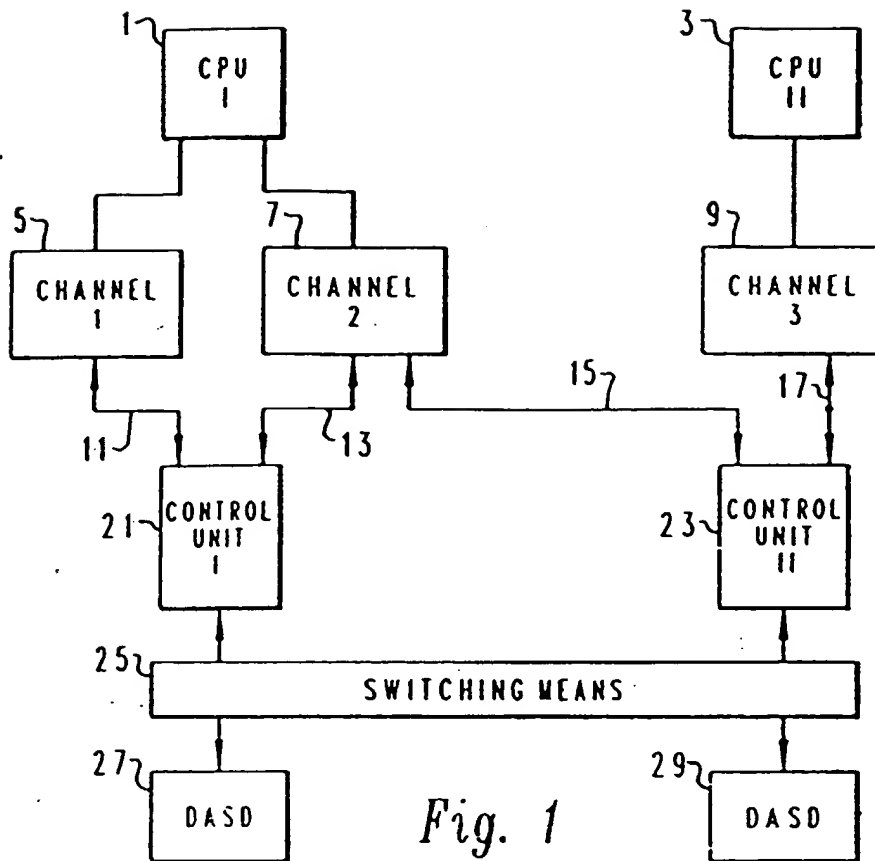 1
CPU
I
3
CPU
II
5
CHANNEL
1
7
CHANNEL
2
9
CHANNEL
3
11
13
15
17
21
CONTROL
UNIT
I
23
CONTROL
UNIT
II
25
SWITCHING MEANS
27
DASD
29
DASD
Fig. 1